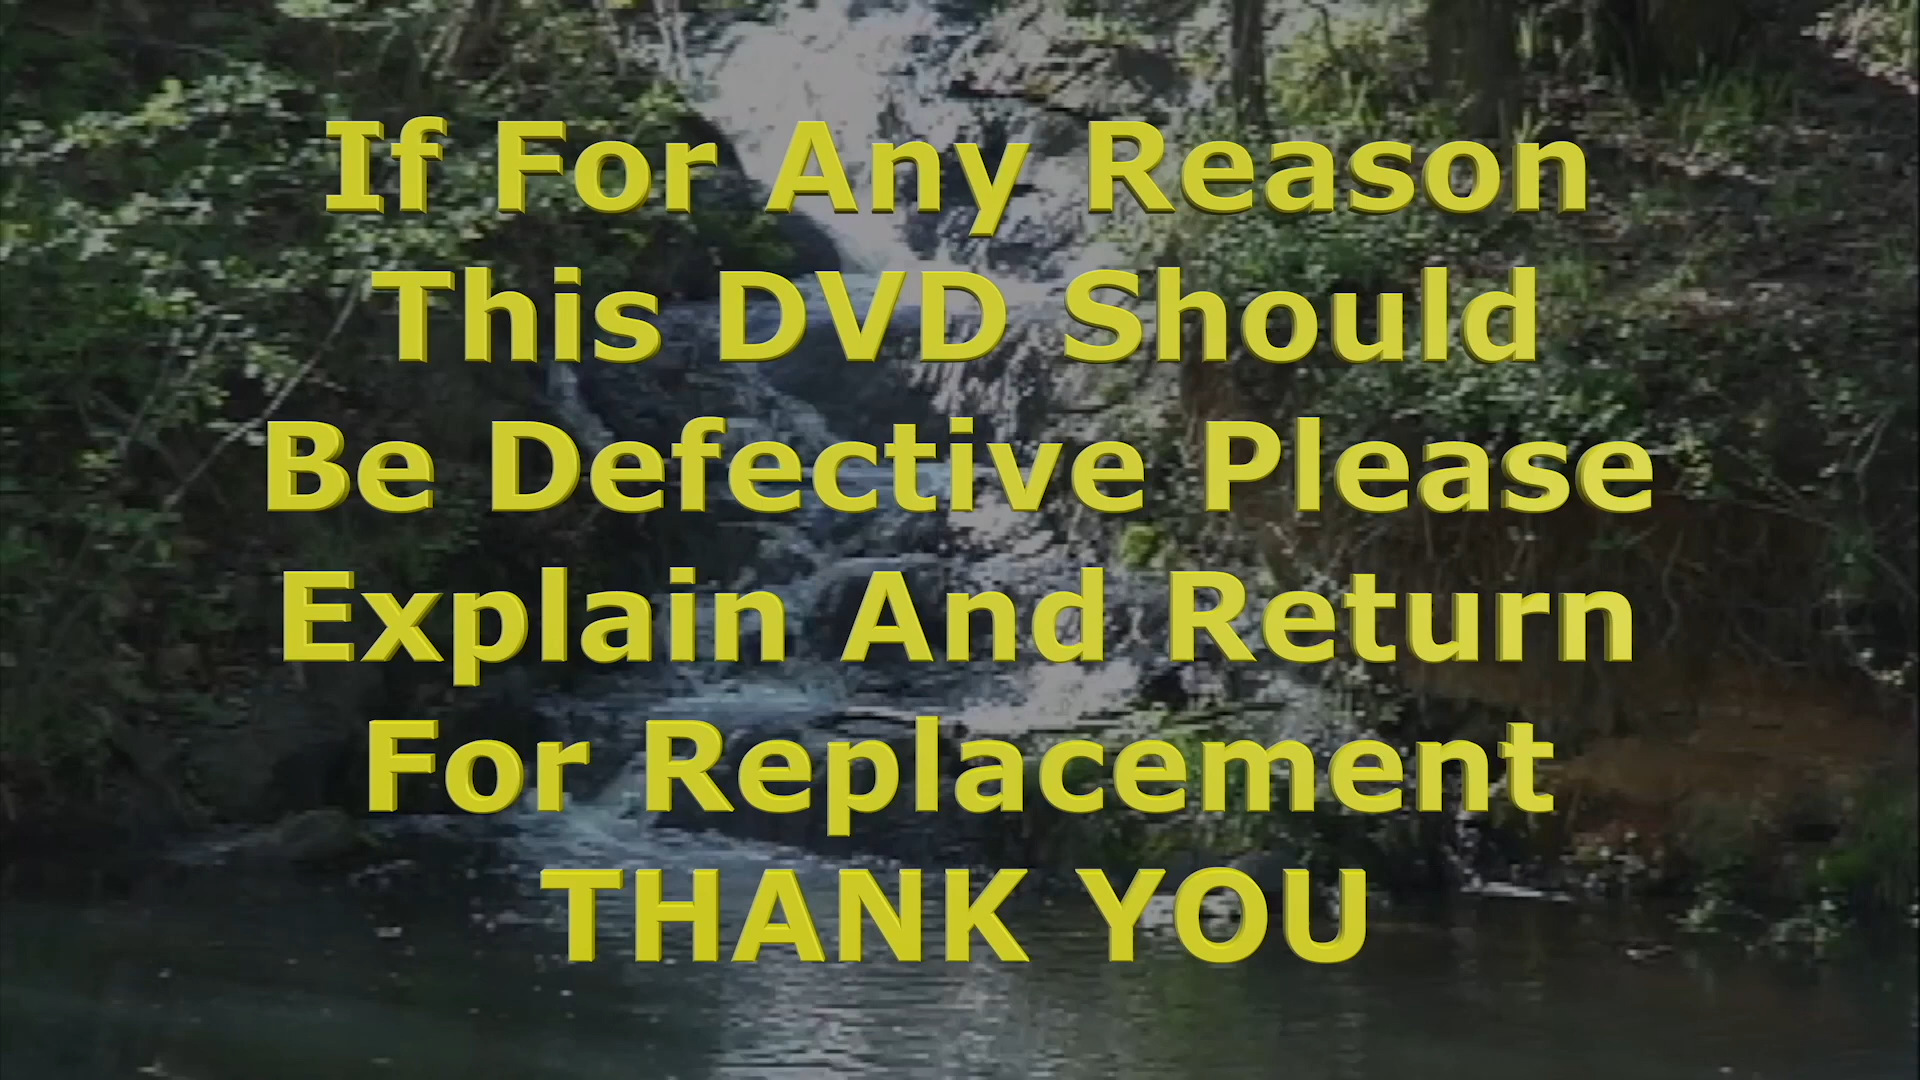 If For Any Reason
This DVD Should
Be Defective Please
Explain And Return
For Replacement
THANK YOU